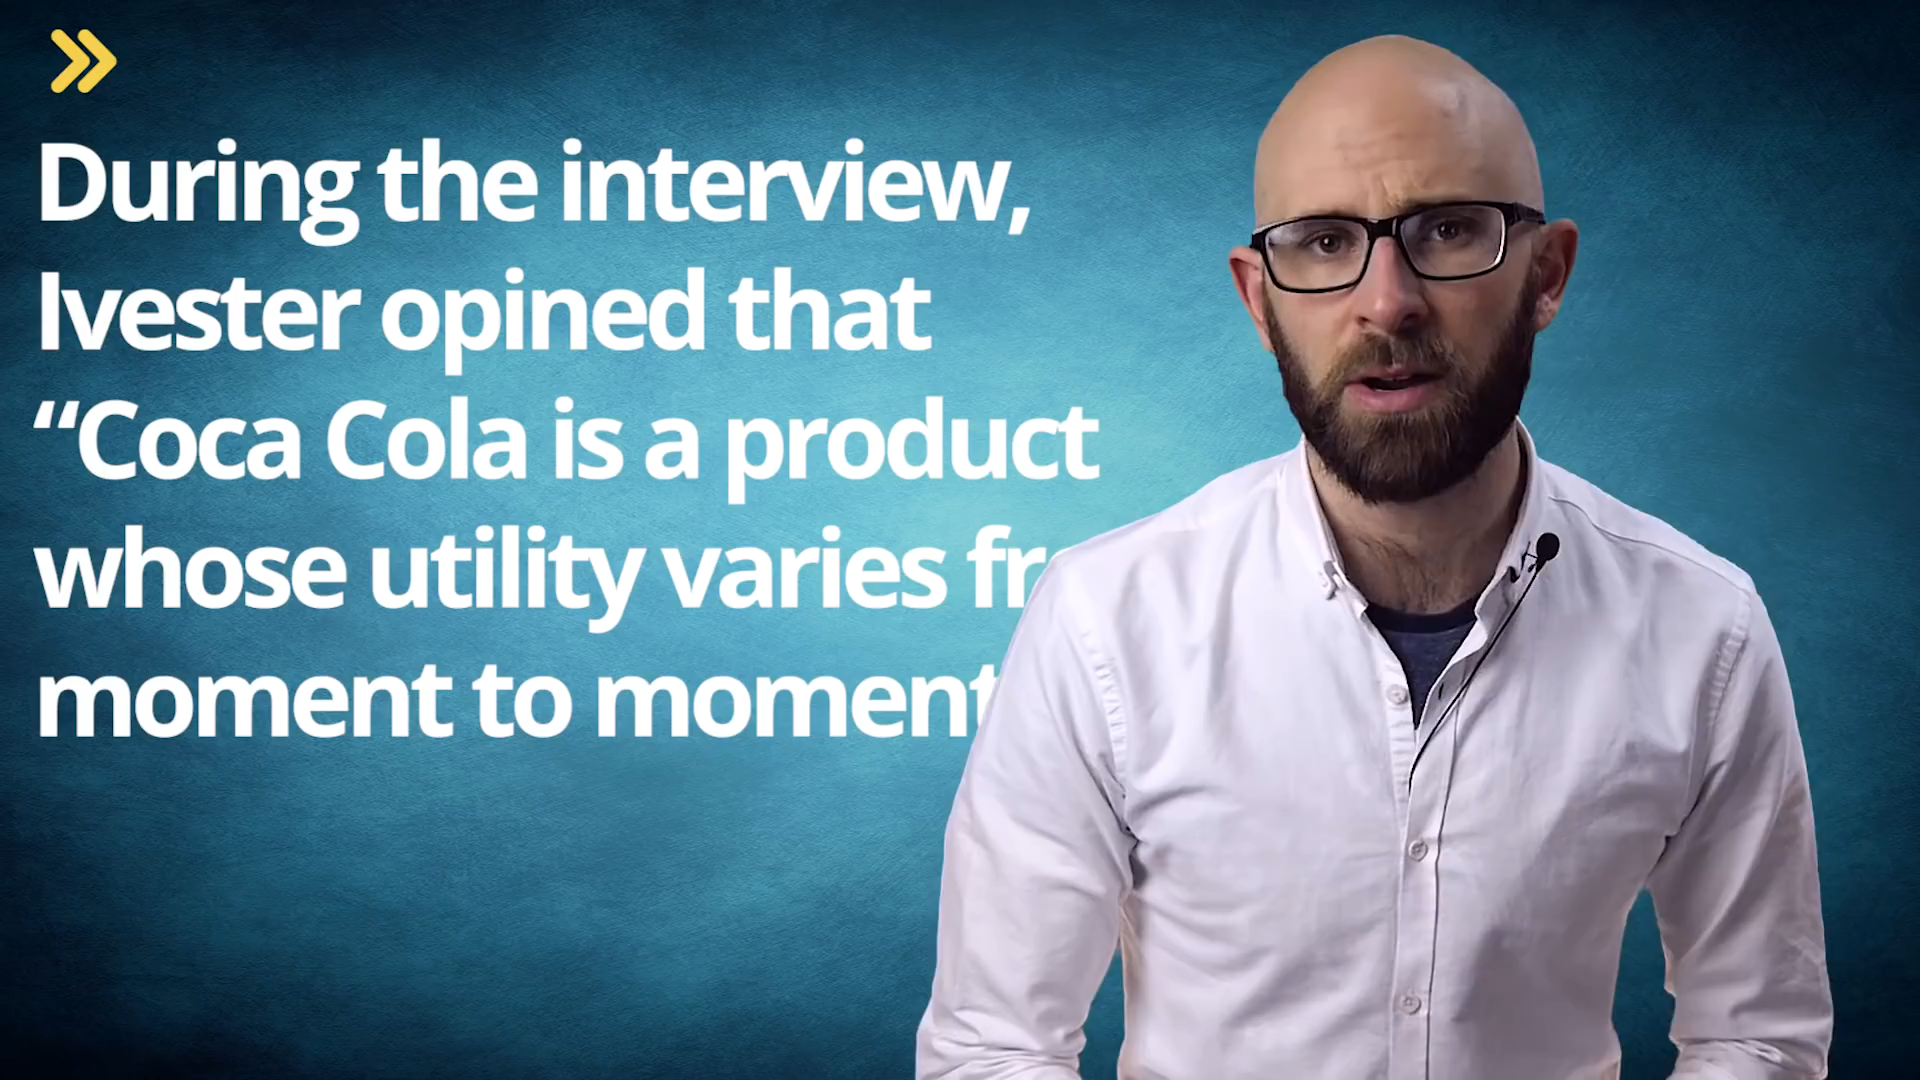 During the interview,
Ivester opined that
“Coca Cola is a product
whose utility varies
moment to moment